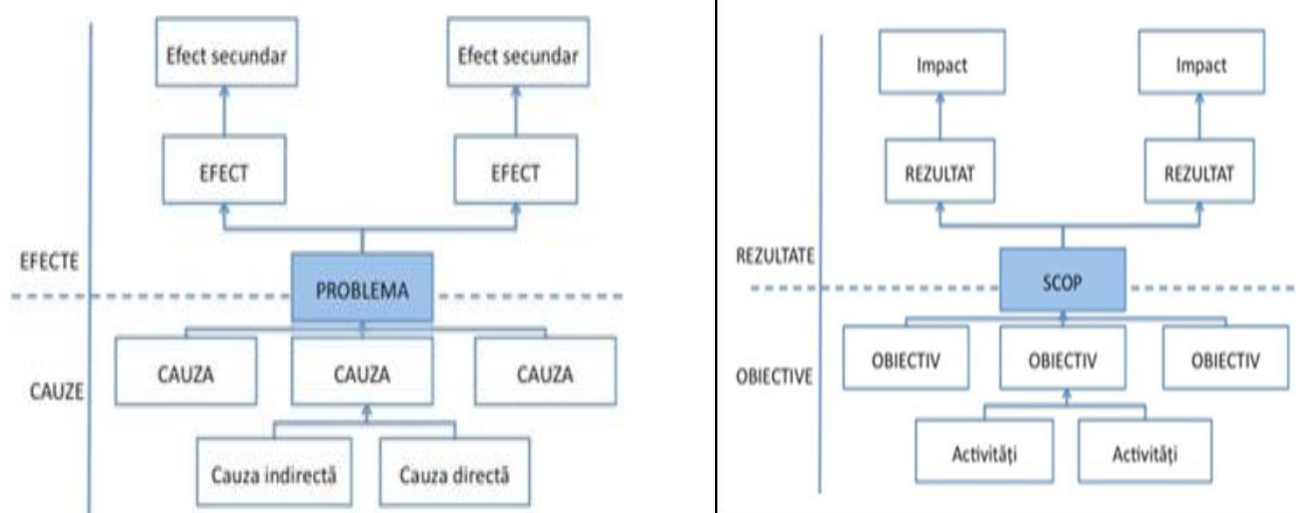 Efect secundar
Efect secundar
EFECT
EFECT
EFECTE
PROBLEMA
CAUZA
CAUZA
CAUZA
CAUZE
Cauza indirectă
Cauza directă
Impact
Impact
REZULTAT
REZULTAT
REZULTATE
SCOP
OBIECTIV
OBIECTIV
OBIECTIV
OBIECTIVE
Activități
Activități